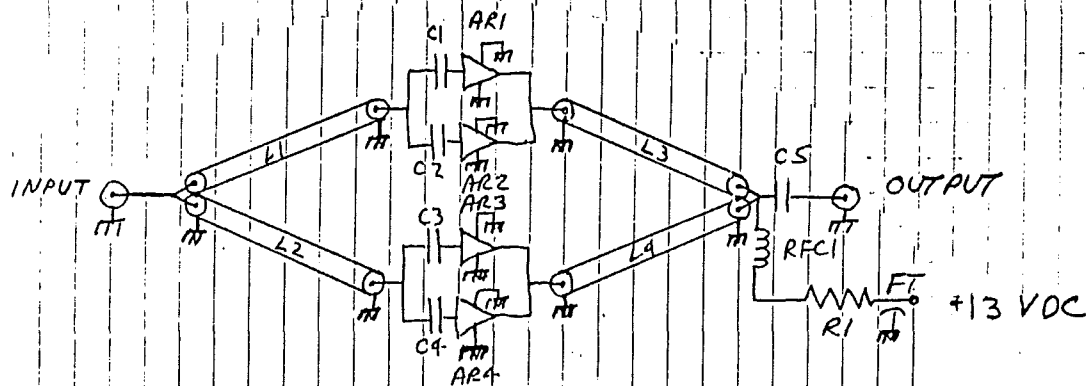 AR1
C1
L1
C2
AR2
AR3
L3
C5
INPUT
OUTPUT
C3
L2
L4
RFC1
FT
+13 VDC
R1
C4
AR4